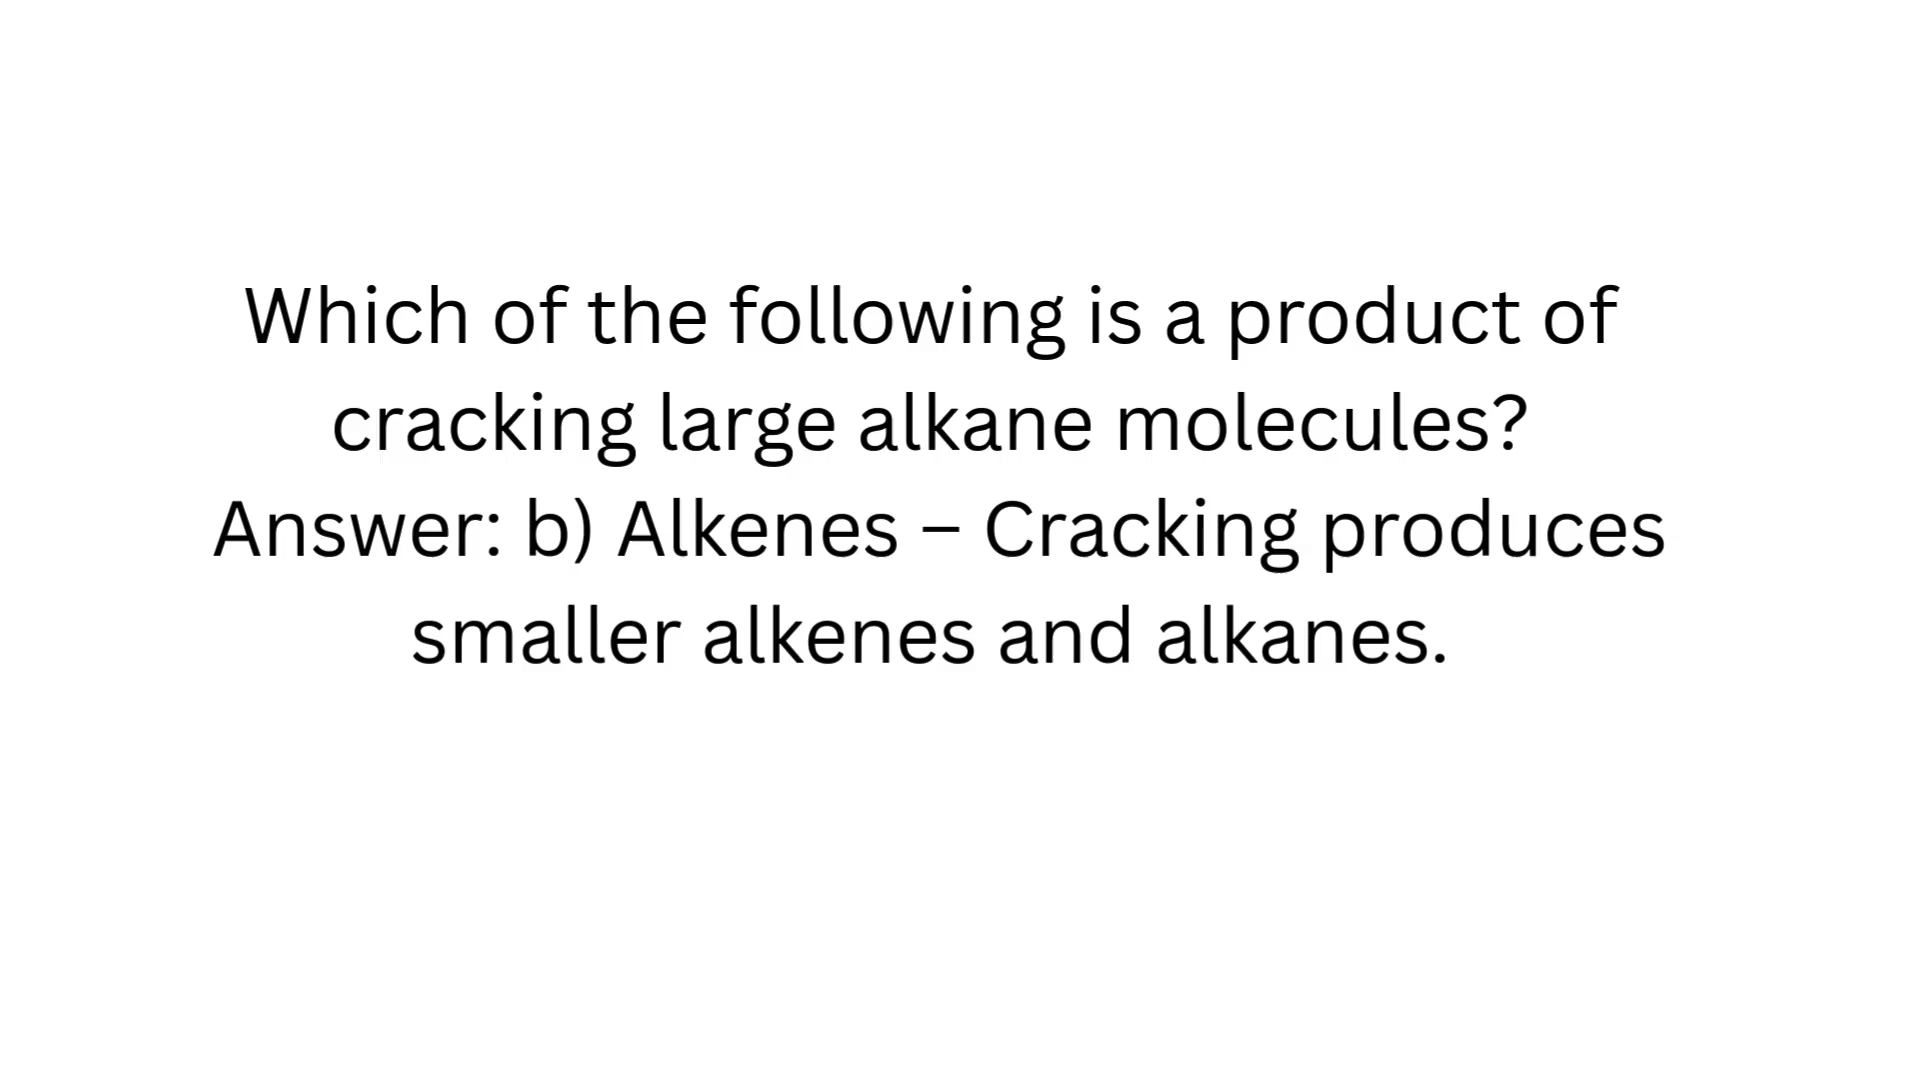 Which of the following is a product of
cracking large alkane molecules?
Answer: b) Alkenes – Cracking produces
smaller alkenes and alkanes.